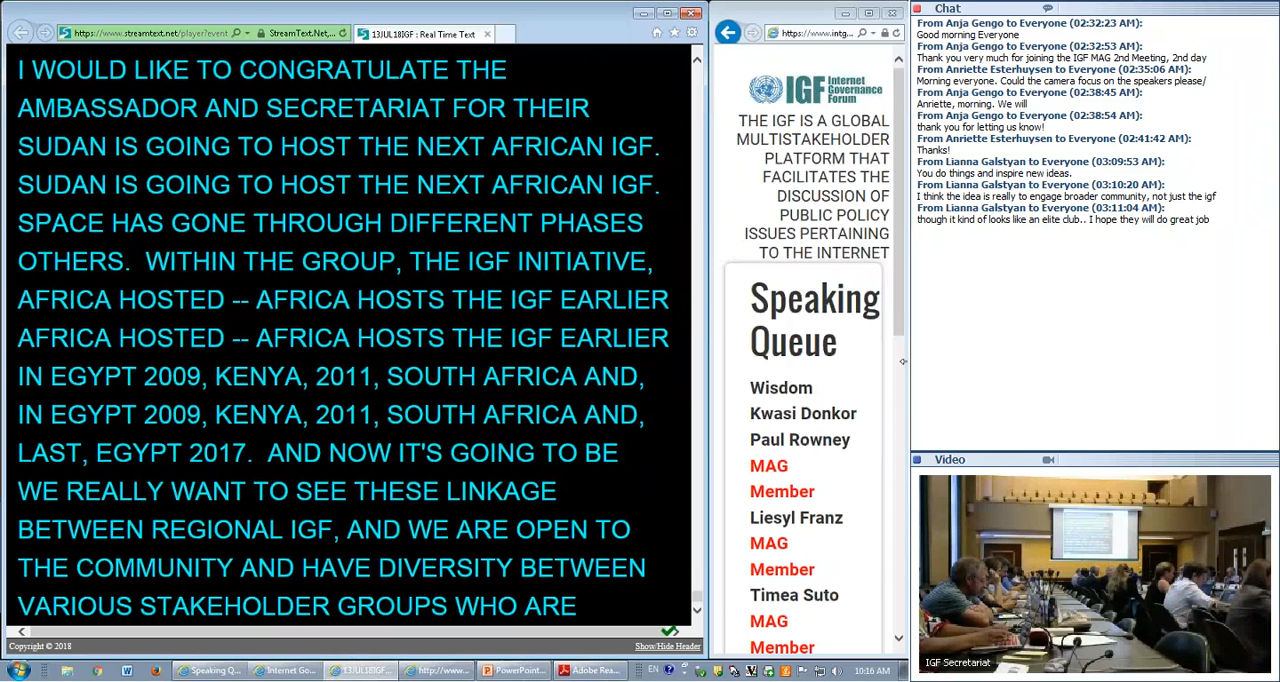 https://www.streamtext.net/player?event
StreamText.Net,...
13JUL18IGF : Real Time Text
I WOULD LIKE TO CONGRATULATE THE
AMBASSADOR AND SECRETARIAT FOR THEIR
SUDAN IS GOING TO HOST THE NEXT AFRICAN IGF.
SUDAN IS GOING TO HOST THE NEXT AFRICAN IGF.
SPACE HAS GONE THROUGH DIFFERENT PHASES
OTHERS.  WITHIN THE GROUP, THE IGF INITIATIVE,
AFRICA HOSTED -- AFRICA HOSTS THE IGF EARLIER
AFRICA HOSTED -- AFRICA HOSTS THE IGF EARLIER
IN EGYPT 2009, KENYA, 2011, SOUTH AFRICA AND,
IN EGYPT 2009, KENYA, 2011, SOUTH AFRICA AND,
LAST, EGYPT 2017.  AND NOW IT'S GOING TO BE
WE REALLY WANT TO SEE THESE LINKAGE
BETWEEN REGIONAL IGF, AND WE ARE OPEN TO
THE COMMUNITY AND HAVE DIVERSITY BETWEEN
VARIOUS STAKEHOLDER GROUPS WHO ARE
Copyright © 2018
Show/Hide Header
https://www.intg
IGF Internet
Governance
Forum
THE IGF IS A GLOBAL
MULTISTAKEHOLDER
PLATFORM THAT
FACILITATES THE
DISCUSSION OF
PUBLIC POLICY
ISSUES PERTAINING
TO THE INTERNET
Speaking
Queue
Wisdom
Kwasi Donkor
Paul Rowney
MAG
Member
Liesyl Franz
MAG
Member
Timea Suto
MAG
Member
Chat
From Anja Gengo to Everyone (02:32:23 AM):
Good morning Everyone
From Anja Gengo to Everyone (02:32:53 AM):
Thank you very much for joining the IGF MAG 2nd Meeting, 2nd day
From Anriette Esterhuysen to Everyone (02:35:06 AM):
Morning everyone. Could the camera focus on the speakers please/
From Anja Gengo to Everyone (02:38:45 AM):
Anriette, morning. We will
From Anja Gengo to Everyone (02:38:54 AM):
thank you for letting us know!
From Anriette Esterhuysen to Everyone (02:41:42 AM):
Thanks!
From Lianna Galstyan to Everyone (03:09:53 AM):
You do things and inspire new ideas.
From Lianna Galstyan to Everyone (03:10:20 AM):
I think the idea is really to engage broader community, not just the igf
From Lianna Galstyan to Everyone (03:11:04 AM):
though it kind of looks like an elite club.. I hope they will do great job
Video
IGF Secretariat
Speaking Q...
Internet Go...
13JUL18IGF...
http://www...
PowerPoint...
Adobe Rea...
EN
10:16 AM